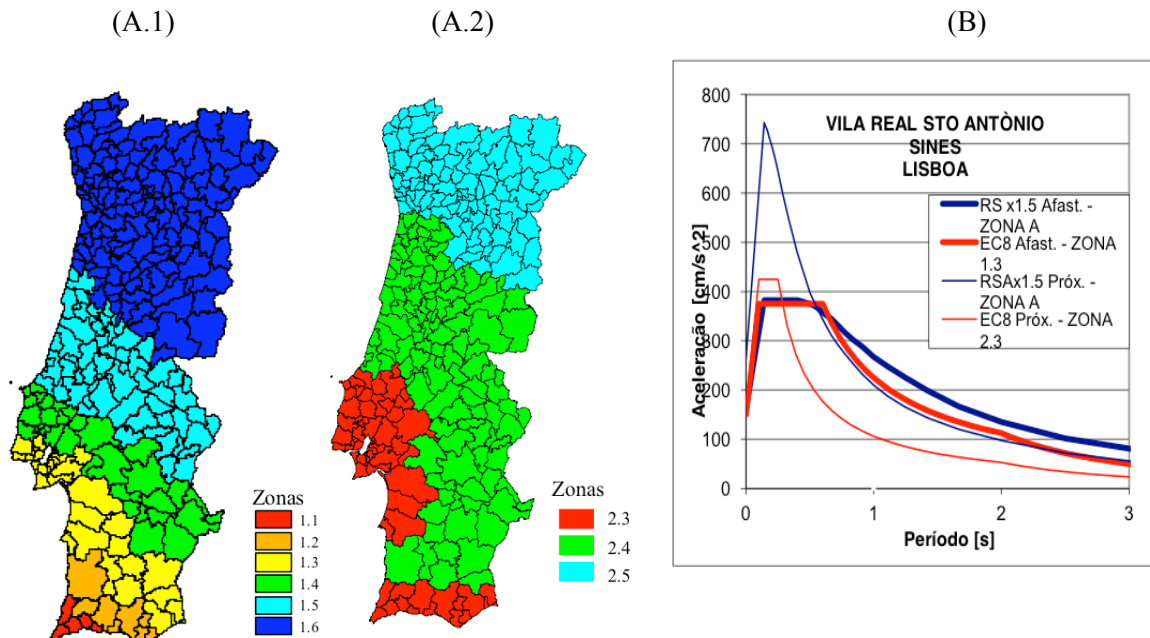 (A.1)
(A.2)
(B)
Zonas
1.1
1.2
1.3
1.4
1.5
1.6
Zonas
2.3
2.4
2.5
VILA REAL STO ANTÒNIO
SINES
LISBOA
RS x1.5 Afast. -
ZONA A
EC8 Afast. - ZONA
1.3
RSAx1.5 Próx. -
ZONA A
EC8 Próx. - ZONA
2.3
Aceleração [cm/s^2]
800
700
600
500
400
300
200
100
0
0
1
2
3
Período [s]